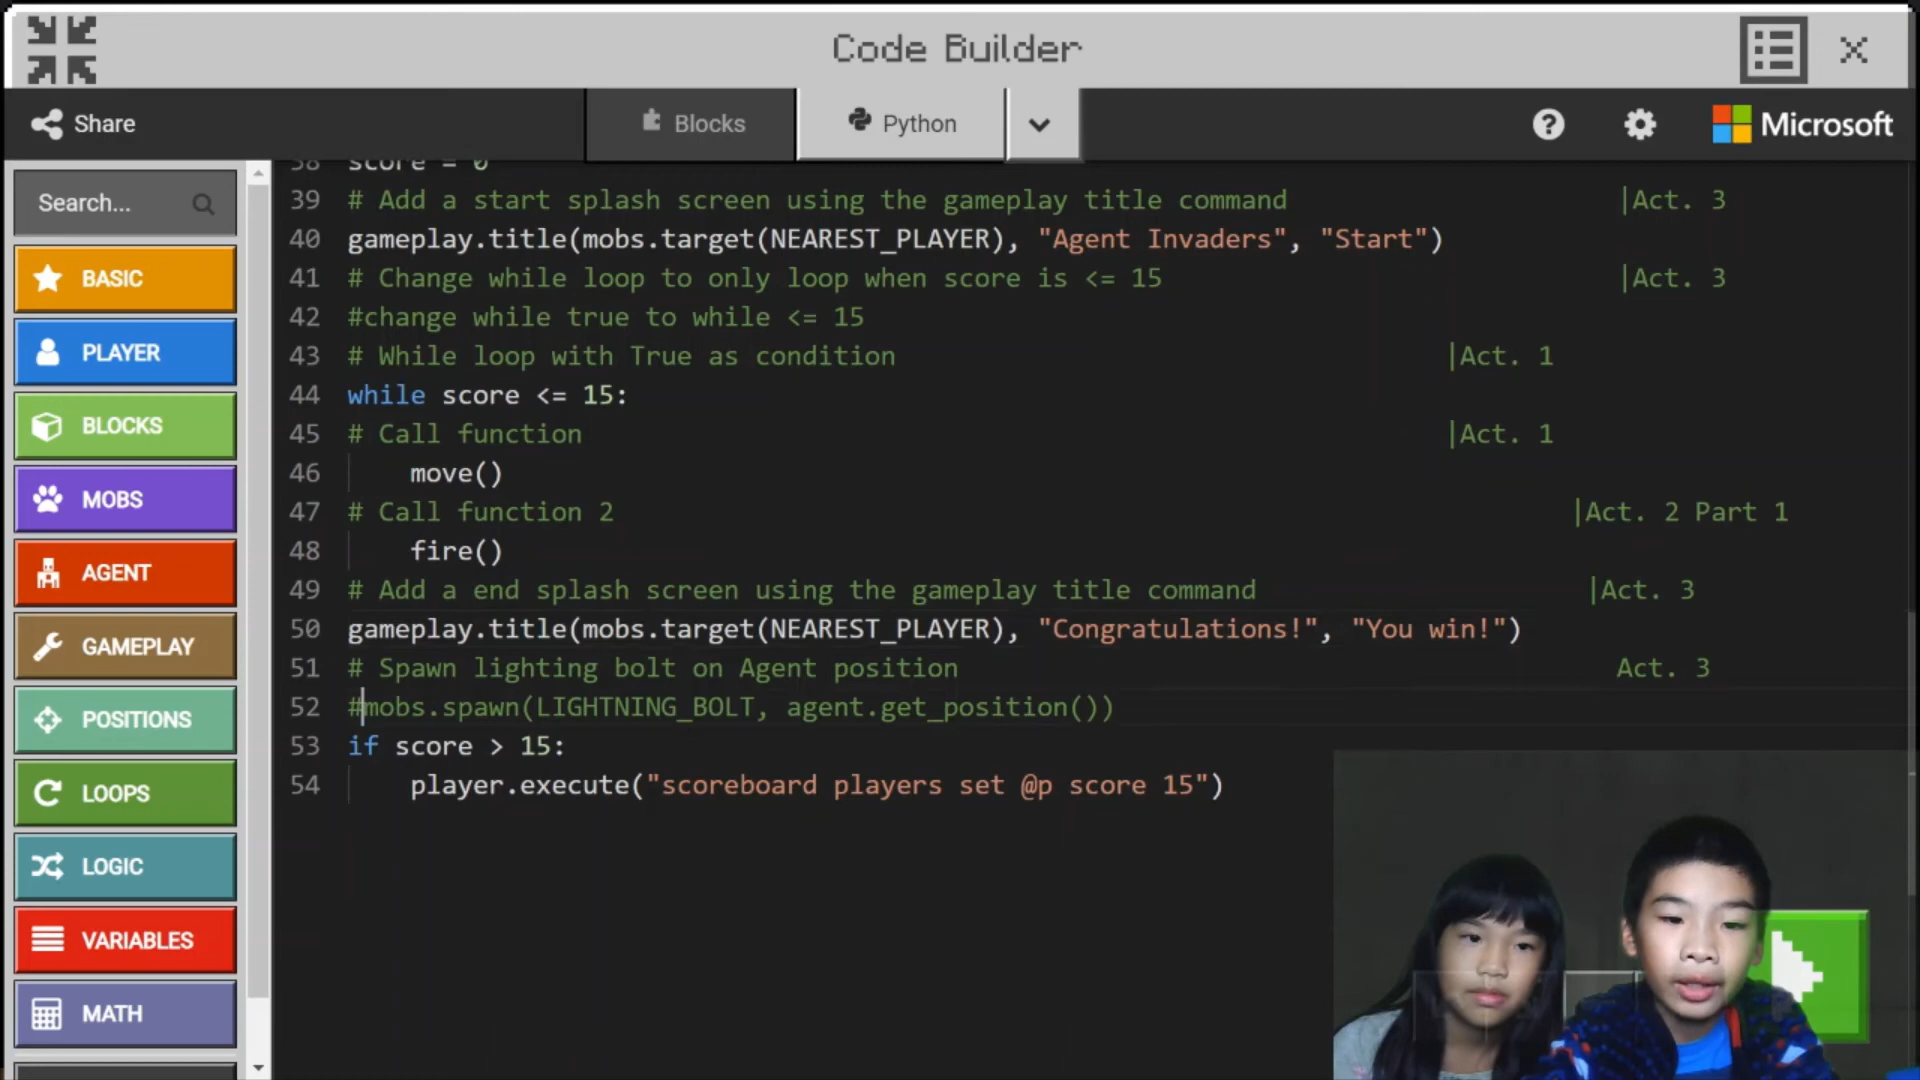 Code Builder
Share
Blocks
Python
Microsoft
Search...
BASIC
PLAYER
BLOCKS
MOBS
AGENT
GAMEPLAY
POSITIONS
LOOPS
LOGIC
VARIABLES
MATH
38 score = 0
39 # Add a start splash screen using the gameplay title command |Act. 3
40 gameplay.title(mobs.target(NEAREST_PLAYER), "Agent Invaders", "Start")
41 # Change while loop to only loop when score is <= 15 |Act. 3
42 #change while true to while <= 15
43 # While loop with True as condition |Act. 1
44 while score <= 15:
45 # Call function |Act. 1
46 move()
47 # Call function 2 |Act. 2 Part 1
48 fire()
49 # Add a end splash screen using the gameplay title command |Act. 3
50 gameplay.title(mobs.target(NEAREST_PLAYER), "Congratulations!", "You win!")
51 # Spawn lighting bolt on Agent position Act. 3
52 #mobs.spawn(LIGHTNING_BOLT, agent.get_position())
53 if score > 15:
54 player.execute("scoreboard players set @p score 15")